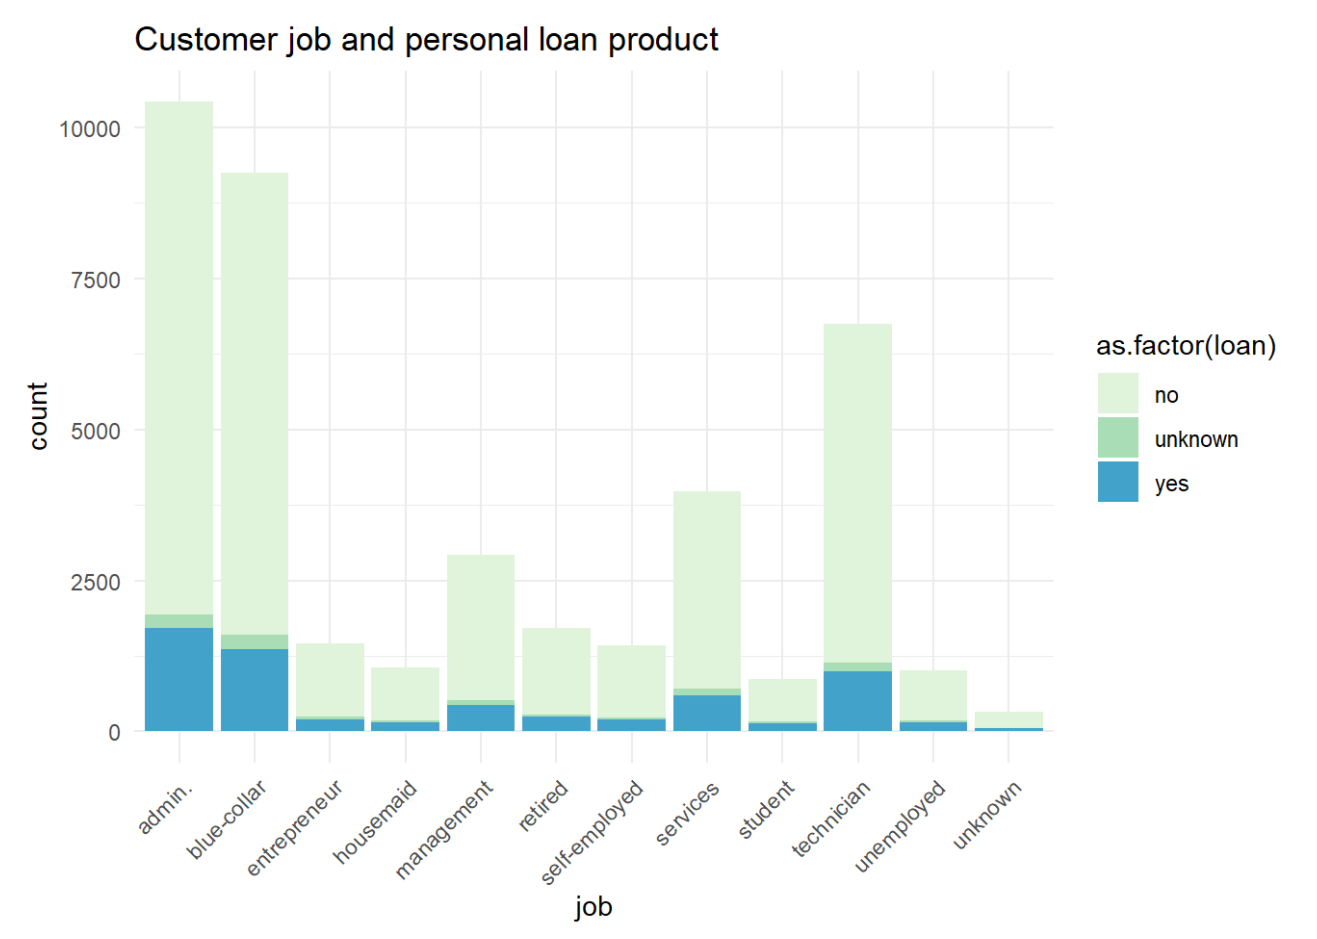 Customer job and personal loan product
10000
7500
5000
2500
0
count
admin.
blue-collar
entrepreneur
housemaid
management
retired
self-employed
services
student
technician
unemployed
unknown
job
as.factor(loan)
no
unknown
yes